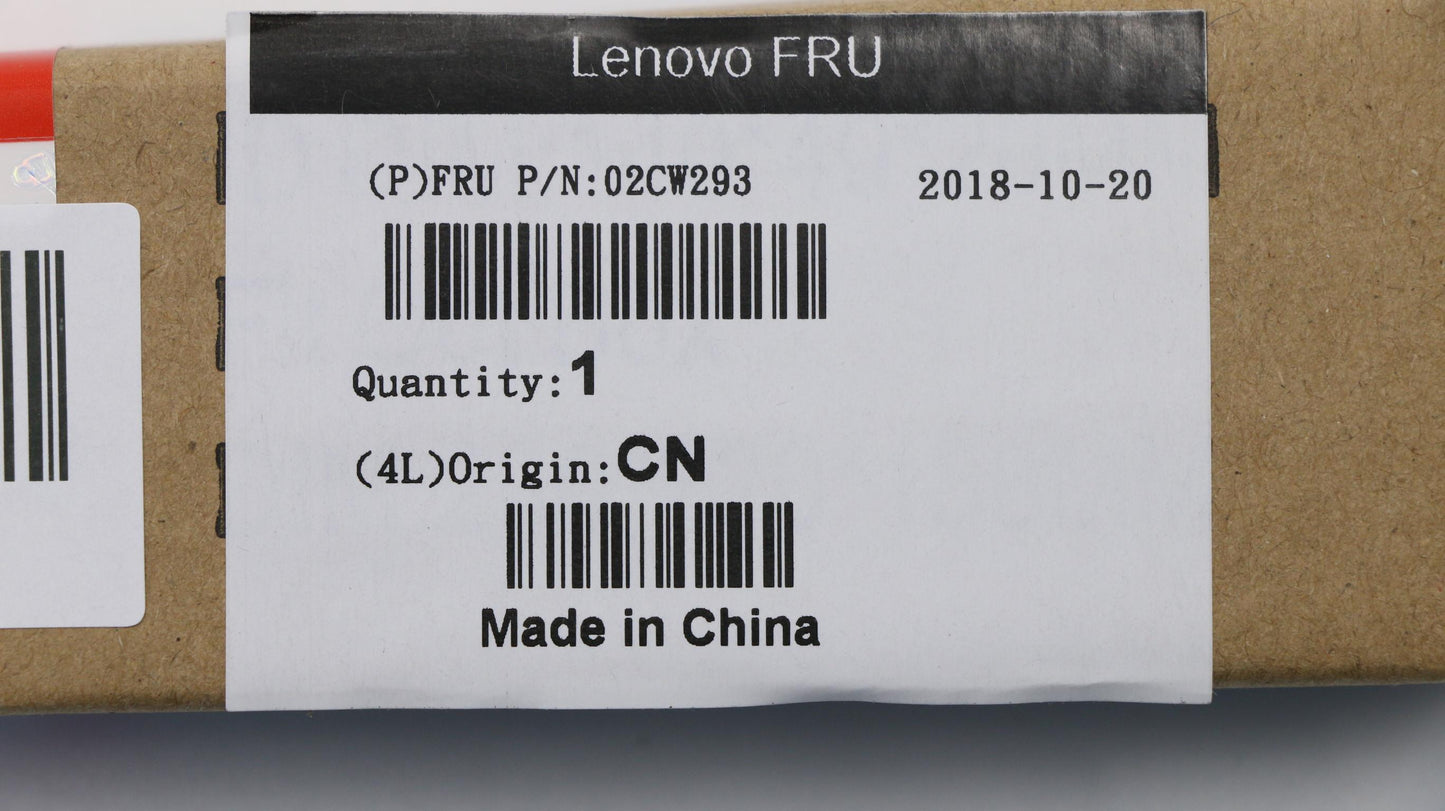 Lenovo FRU
(P)FRU P/N:02CW293
2018-10-20
Quantity:1
(4L)Origin:CN
Made in China